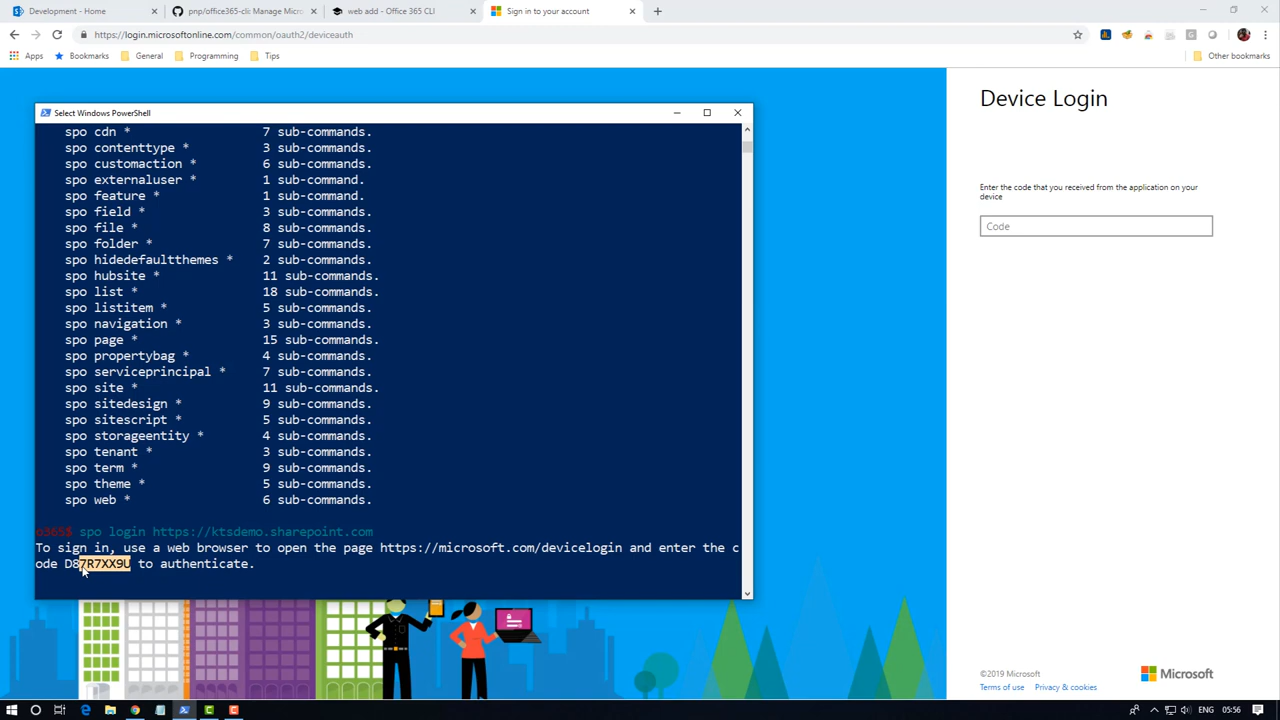 Development - Home
pnp/office365-cli: Manage Micro
web add - Office 365 CLI
Sign in to your account
https://login.microsoftonline.com/common/oauth2/deviceauth
Apps
Bookmarks
General
Programming
Tips
Other bookmarks
Device Login
Enter the code that you received from the application on your
device
Code
Select Windows PowerShell
spo cdn * 7 sub-commands.
spo contenttype * 3 sub-commands.
spo customaction * 6 sub-commands.
spo externaluser * 1 sub-command.
spo feature * 1 sub-command.
spo field * 3 sub-commands.
spo file * 8 sub-commands.
spo folder * 7 sub-commands.
spo hidedefaultthemes * 2 sub-commands.
spo hubsite * 11 sub-commands.
spo list * 18 sub-commands.
spo listitem * 5 sub-commands.
spo navigation * 3 sub-commands.
spo page * 15 sub-commands.
spo propertybag * 4 sub-commands.
spo serviceprincipal * 7 sub-commands.
spo site * 11 sub-commands.
spo sitedesign * 9 sub-commands.
spo sitescript * 5 sub-commands.
spo storageentity * 4 sub-commands.
spo tenant * 3 sub-commands.
spo term * 9 sub-commands.
spo theme * 5 sub-commands.
spo web * 6 sub-commands.
o365$ spo login https://ktsdemo.sharepoint.com
To sign in, use a web browser to open the page https://microsoft.com/devicelogin and enter the c
ode D87R7XX9U to authenticate.
©2019 Microsoft
Terms of use
Privacy & cookies
Microsoft
ENG
05:56